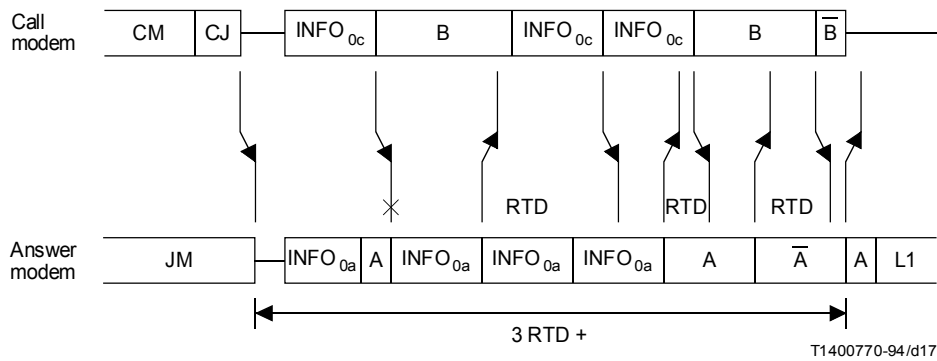 Call modem
CM CJ INFO0c B INFO0c INFO0c B B̅
RTD RTD RTD
Answer modem
JM INFO0a A INFO0a INFO0a INFO0a A A̅ A L1
3 RTD +
T1400770-94/d17